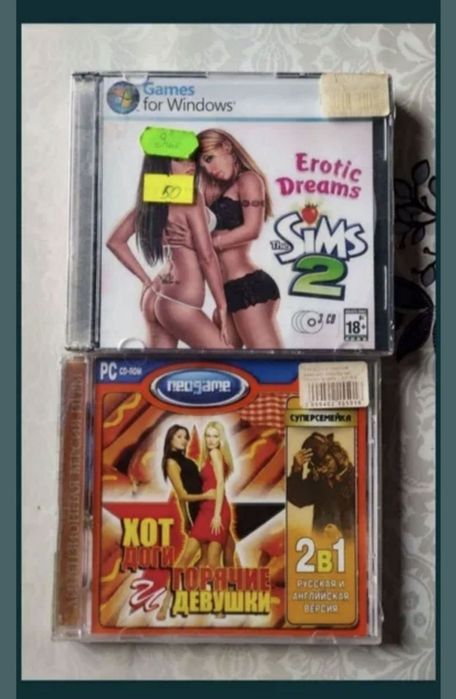 Games
for Windows®
50
Erotic
Dreams
The SiMS
2
3 CD
18+
PC CD-ROM
neogame
СУПЕРСЕМЕЙКА
ХОТ
ДОГИ
И ГОРЯЧИЕ
ДЕВУШКИ
2в1
РУССКАЯ И
АНГЛИЙСКАЯ
ВЕРСИЯ